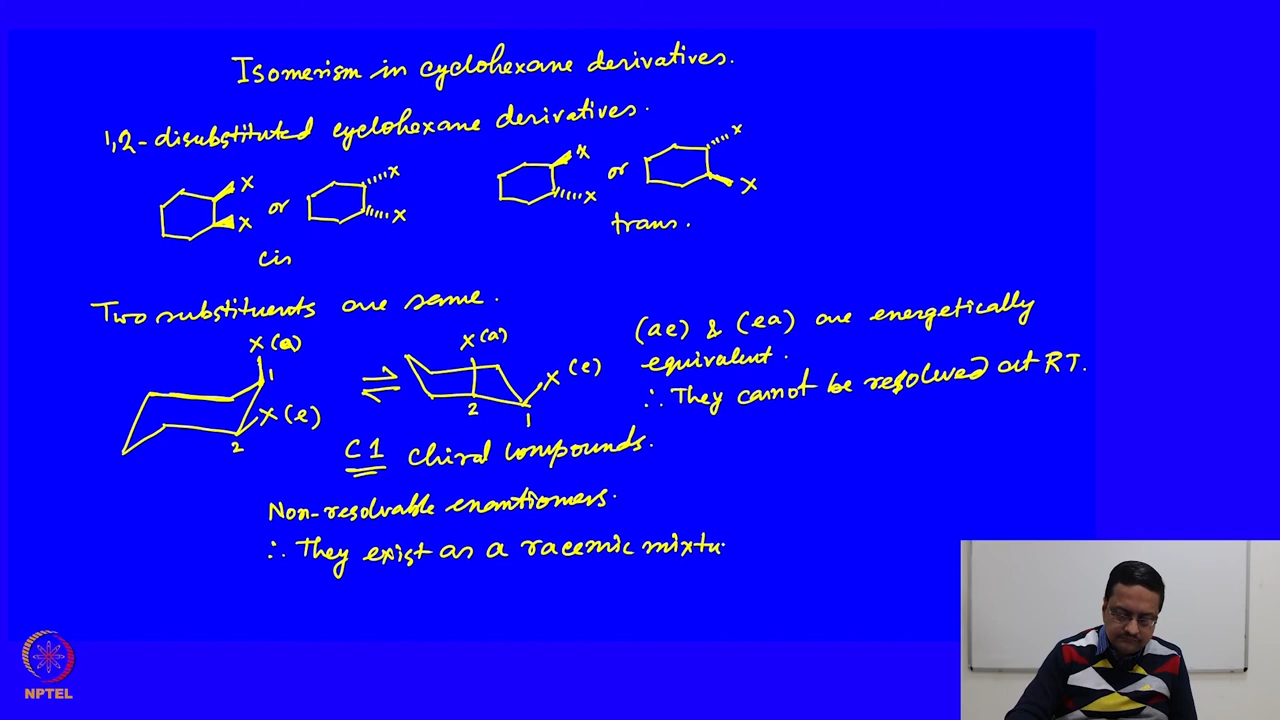 Isomerism in cyclohexane derivatives.
1,2-disubstituted cyclohexane derivatives.
X
X
or
X
X
cis
X
X
or
X
X
trans.
Two substituents are same.
X (a)
1
X (e)
2
X (a)
X (e)
2
1
(ae) & (ea) are energetically
equivalent.
∴ They cannot be resolved at RT.
C1 chiral compounds.
Non-resolvable enantiomers.
∴ They exist as a racemic mixtu
NPTEL